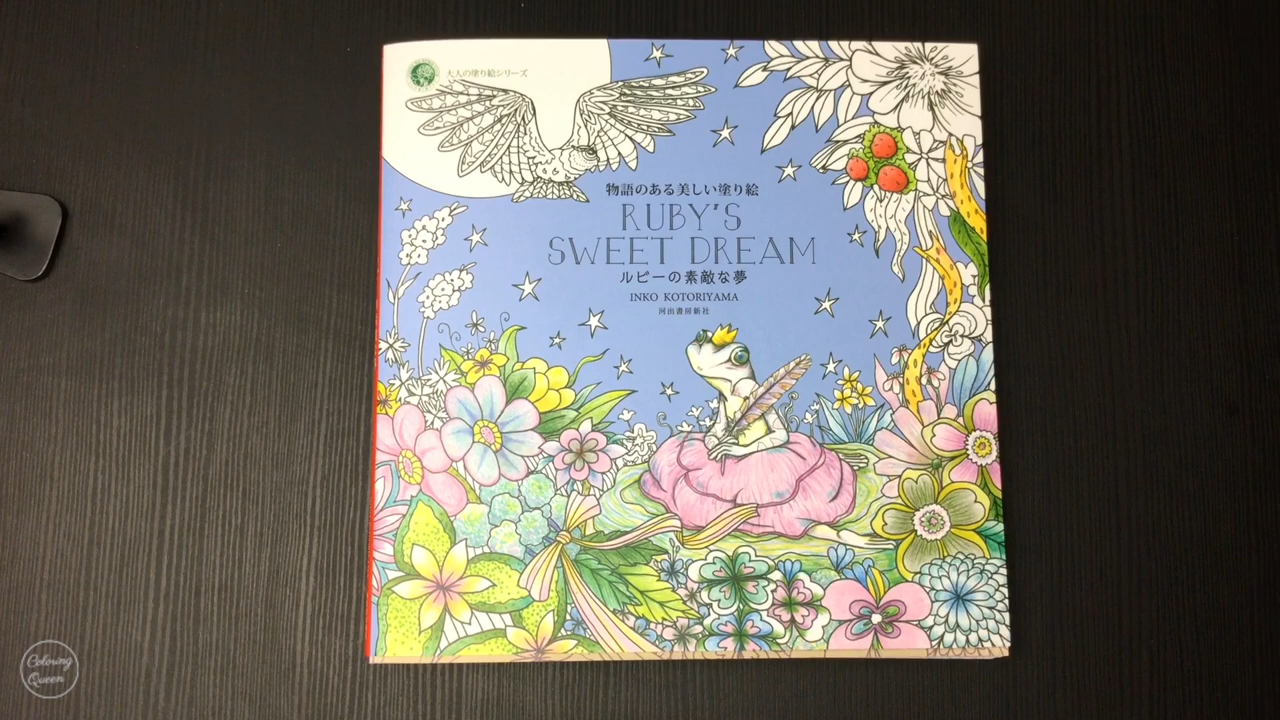 大人の塗り絵シリーズ
物語のある美しい塗り絵
RUBY'S
SWEET DREAM
ルビーの素敵な夢
INKO KOTORIYAMA
河出書房新社
Coloring
Queen